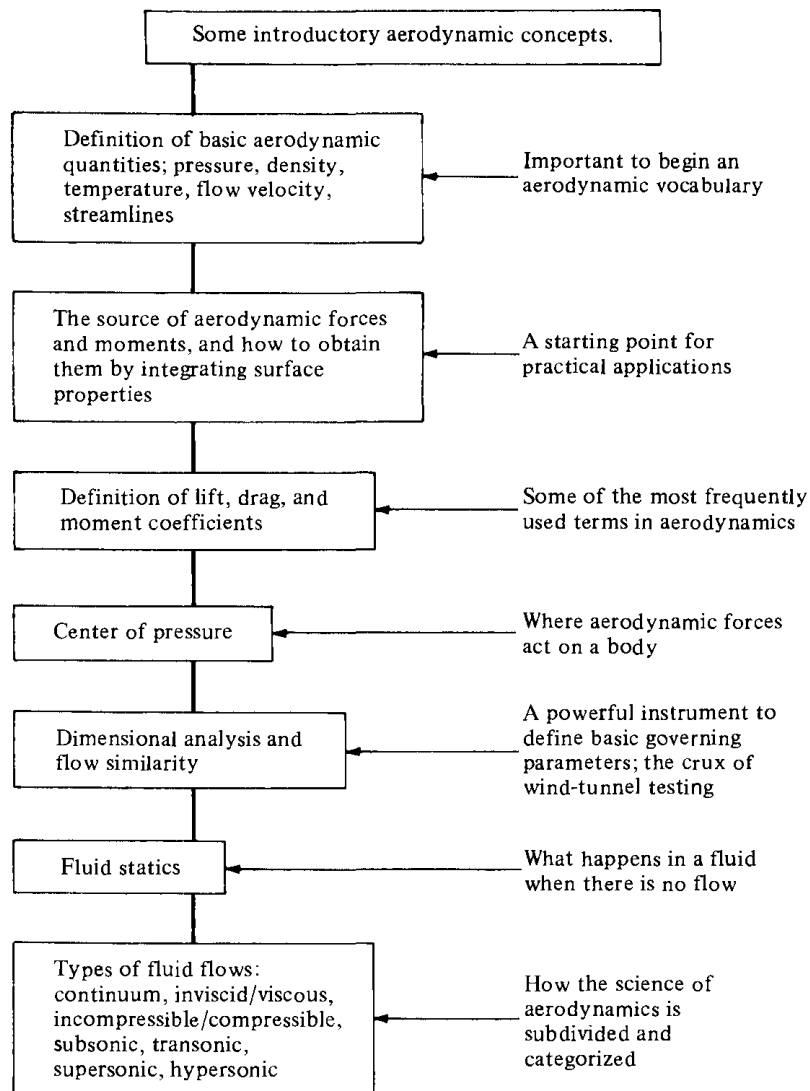 Some introductory aerodynamic concepts.
Definition of basic aerodynamic
quantities; pressure, density,
temperature, flow velocity,
streamlines
Important to begin an
aerodynamic vocabulary
The source of aerodynamic forces
and moments, and how to obtain
them by integrating surface
properties
A starting point for
practical applications
Definition of lift, drag, and
moment coefficients
Some of the most frequently
used terms in aerodynamics
Center of pressure
Where aerodynamic forces
act on a body
Dimensional analysis and
flow similarity
A powerful instrument to
define basic governing
parameters; the crux of
wind-tunnel testing
Fluid statics
What happens in a fluid
when there is no flow
Types of fluid flows:
continuum, inviscid/viscous,
incompressible/compressible,
subsonic, transonic,
supersonic, hypersonic
How the science of
aerodynamics is
subdivided and
categorized